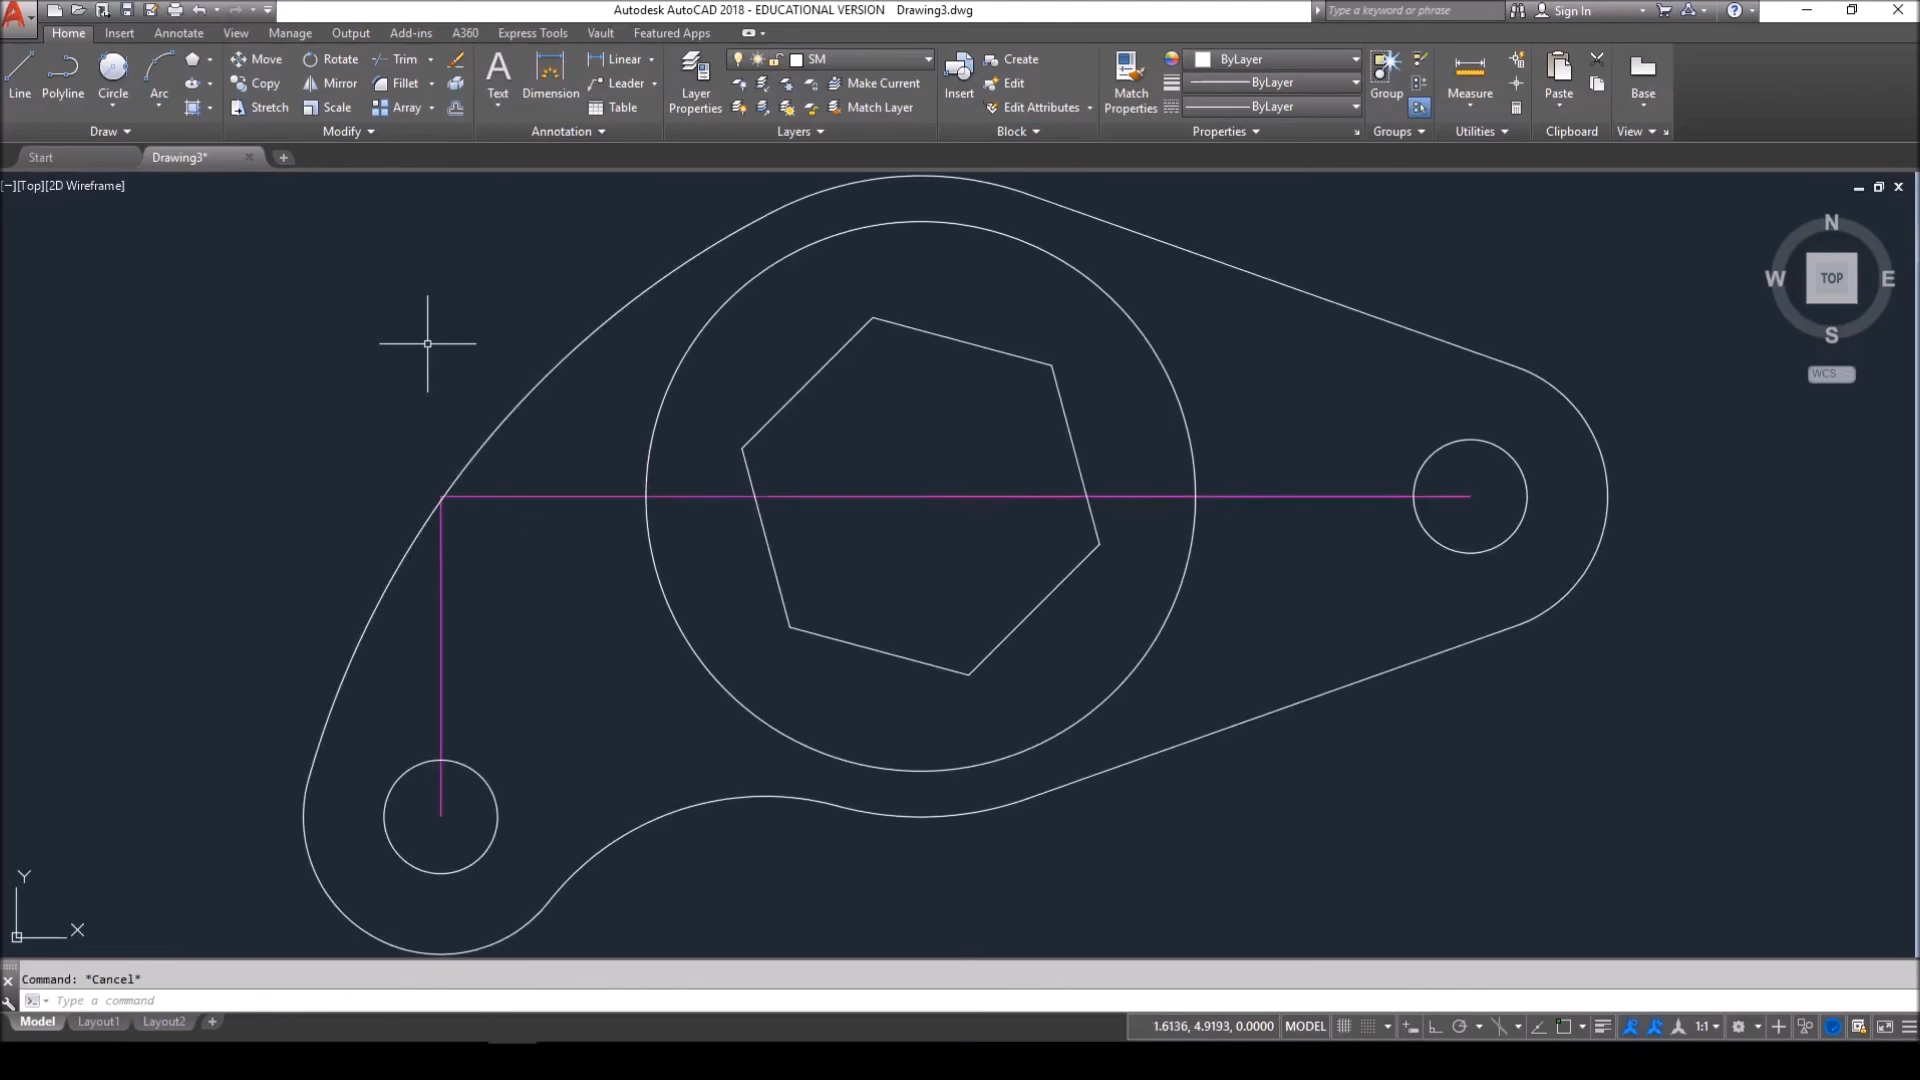 Autodesk AutoCAD 2018 - EDUCATIONAL VERSION Drawing3.dwg
Type a keyword or phrase
Sign In
Home Insert Annotate View Manage Output Add-ins A360 Express Tools Vault Featured Apps
Line Polyline Circle Arc
Move Rotate Trim
Copy Mirror Fillet
Stretch Scale Array
Text Dimension
Linear
Leader
Table
Layer Properties
SM
Make Current
Match Layer
Insert
Create
Edit
Edit Attributes
Match Properties
ByLayer
ByLayer
ByLayer
Group
Measure
Paste
Base
Draw Modify Annotation Layers Block Properties Groups Utilities Clipboard View
Start Drawing3*
[−][Top][2D Wireframe]
N
W TOP E
S
WCS
Y
X
Command: *Cancel*
Type a command
Model Layout1 Layout2
1.6136, 4.9193, 0.0000 MODEL 1:1